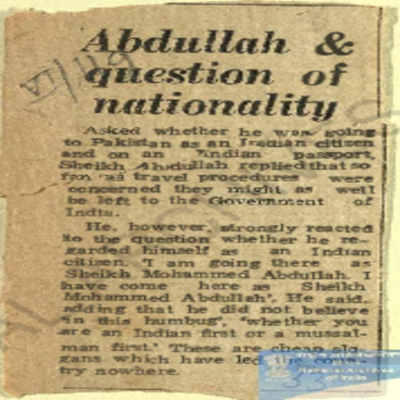 Abdullah &
question of
nationality
Asked whether he was going
to Pakistan as an Indian citizen
and on an Indian passport,
Sheikh Abdullah replied that so
far as travel procedures were
concerned they might as well
be left to the Government of
India.
He, however, strongly reacted
to the question whether he re-
garded himself as an Indian
citizen. 'I am going there as
Sheikh Mohammed Abdullah. I
have come here as Sheikh
Mohammed Abdullah'. He said,
adding that he did not believe
in this humbug, 'whether you
are an Indian first or a mussal-
man first.' These are cheap slo-
gans which have led the coun-
try nowhere.